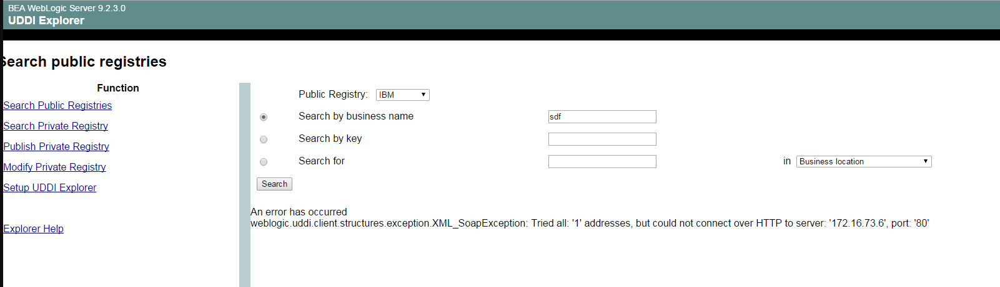 BEA WebLogic Server 9.2.3.0
UDDI Explorer
Search public registries
Function
Search Public Registries
Search Private Registry
Publish Private Registry
Modify Private Registry
Setup UDDI Explorer
Explorer Help
Public Registry: IBM
Search by business name sdf
Search by key
Search for in Business location
Search
An error has occurred
weblogic.uddi.client.structures.exception.XML_SoapException: Tried all: '1' addresses, but could not connect over HTTP to server: '172.16.73.6', port: '80'